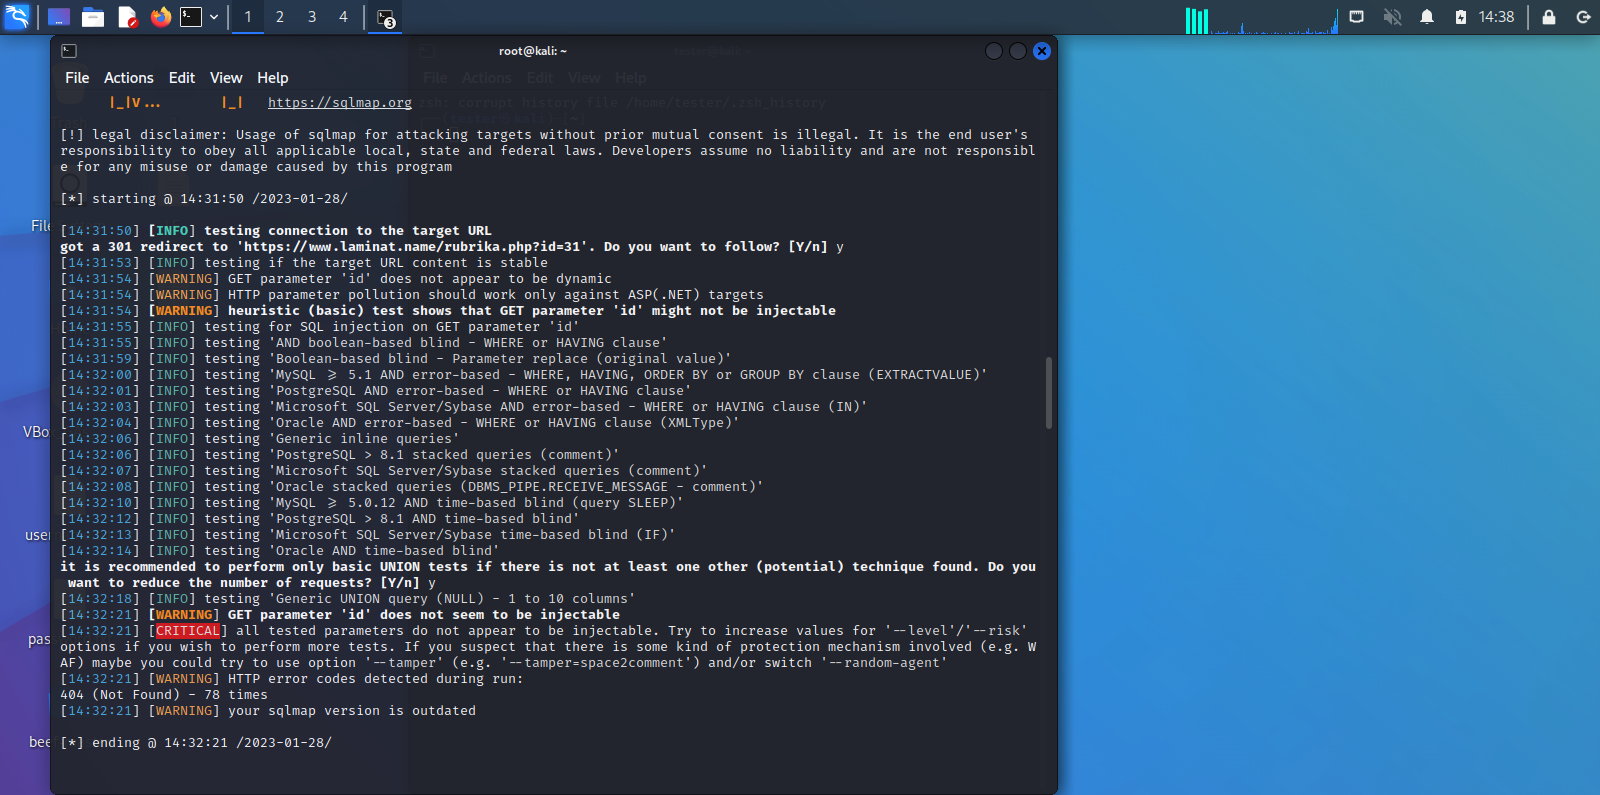 1 2 3 4 3 14:38
root@kali: ~
File Actions Edit View Help
|_|V... |_| https://sqlmap.org
[!] legal disclaimer: Usage of sqlmap for attacking targets without prior mutual consent is illegal. It is the end user's
responsibility to obey all applicable local, state and federal laws. Developers assume no liability and are not responsibl
e for any misuse or damage caused by this program
[*] starting @ 14:31:50 /2023-01-28/
[14:31:50] [INFO] testing connection to the target URL
got a 301 redirect to 'https://www.laminat.name/rubrika.php?id=31'. Do you want to follow? [Y/n] y
[14:31:53] [INFO] testing if the target URL content is stable
[14:31:54] [WARNING] GET parameter 'id' does not appear to be dynamic
[14:31:54] [WARNING] HTTP parameter pollution should work only against ASP(.NET) targets
[14:31:54] [WARNING] heuristic (basic) test shows that GET parameter 'id' might not be injectable
[14:31:55] [INFO] testing for SQL injection on GET parameter 'id'
[14:31:55] [INFO] testing 'AND boolean-based blind - WHERE or HAVING clause'
[14:31:59] [INFO] testing 'Boolean-based blind - Parameter replace (original value)'
[14:32:00] [INFO] testing 'MySQL ≥ 5.1 AND error-based - WHERE, HAVING, ORDER BY or GROUP BY clause (EXTRACTVALUE)'
[14:32:01] [INFO] testing 'PostgreSQL AND error-based - WHERE or HAVING clause'
[14:32:03] [INFO] testing 'Microsoft SQL Server/Sybase AND error-based - WHERE or HAVING clause (IN)'
[14:32:04] [INFO] testing 'Oracle AND error-based - WHERE or HAVING clause (XMLType)'
[14:32:06] [INFO] testing 'Generic inline queries'
[14:32:06] [INFO] testing 'PostgreSQL > 8.1 stacked queries (comment)'
[14:32:07] [INFO] testing 'Microsoft SQL Server/Sybase stacked queries (comment)'
[14:32:08] [INFO] testing 'Oracle stacked queries (DBMS_PIPE.RECEIVE_MESSAGE - comment)'
[14:32:10] [INFO] testing 'MySQL ≥ 5.0.12 AND time-based blind (query SLEEP)'
[14:32:12] [INFO] testing 'PostgreSQL > 8.1 AND time-based blind'
[14:32:13] [INFO] testing 'Microsoft SQL Server/Sybase time-based blind (IF)'
[14:32:14] [INFO] testing 'Oracle AND time-based blind'
it is recommended to perform only basic UNION tests if there is not at least one other (potential) technique found. Do you
want to reduce the number of requests? [Y/n] y
[14:32:18] [INFO] testing 'Generic UNION query (NULL) - 1 to 10 columns'
[14:32:21] [WARNING] GET parameter 'id' does not seem to be injectable
[14:32:21] [CRITICAL] all tested parameters do not appear to be injectable. Try to increase values for '--level'/'--risk'
options if you wish to perform more tests. If you suspect that there is some kind of protection mechanism involved (e.g. W
AF) maybe you could try to use option '--tamper' (e.g. '--tamper=space2comment') and/or switch '--random-agent'
[14:32:21] [WARNING] HTTP error codes detected during run:
404 (Not Found) - 78 times
[14:32:21] [WARNING] your sqlmap version is outdated
[*] ending @ 14:32:21 /2023-01-28/
File
VBo
user
pas
bee